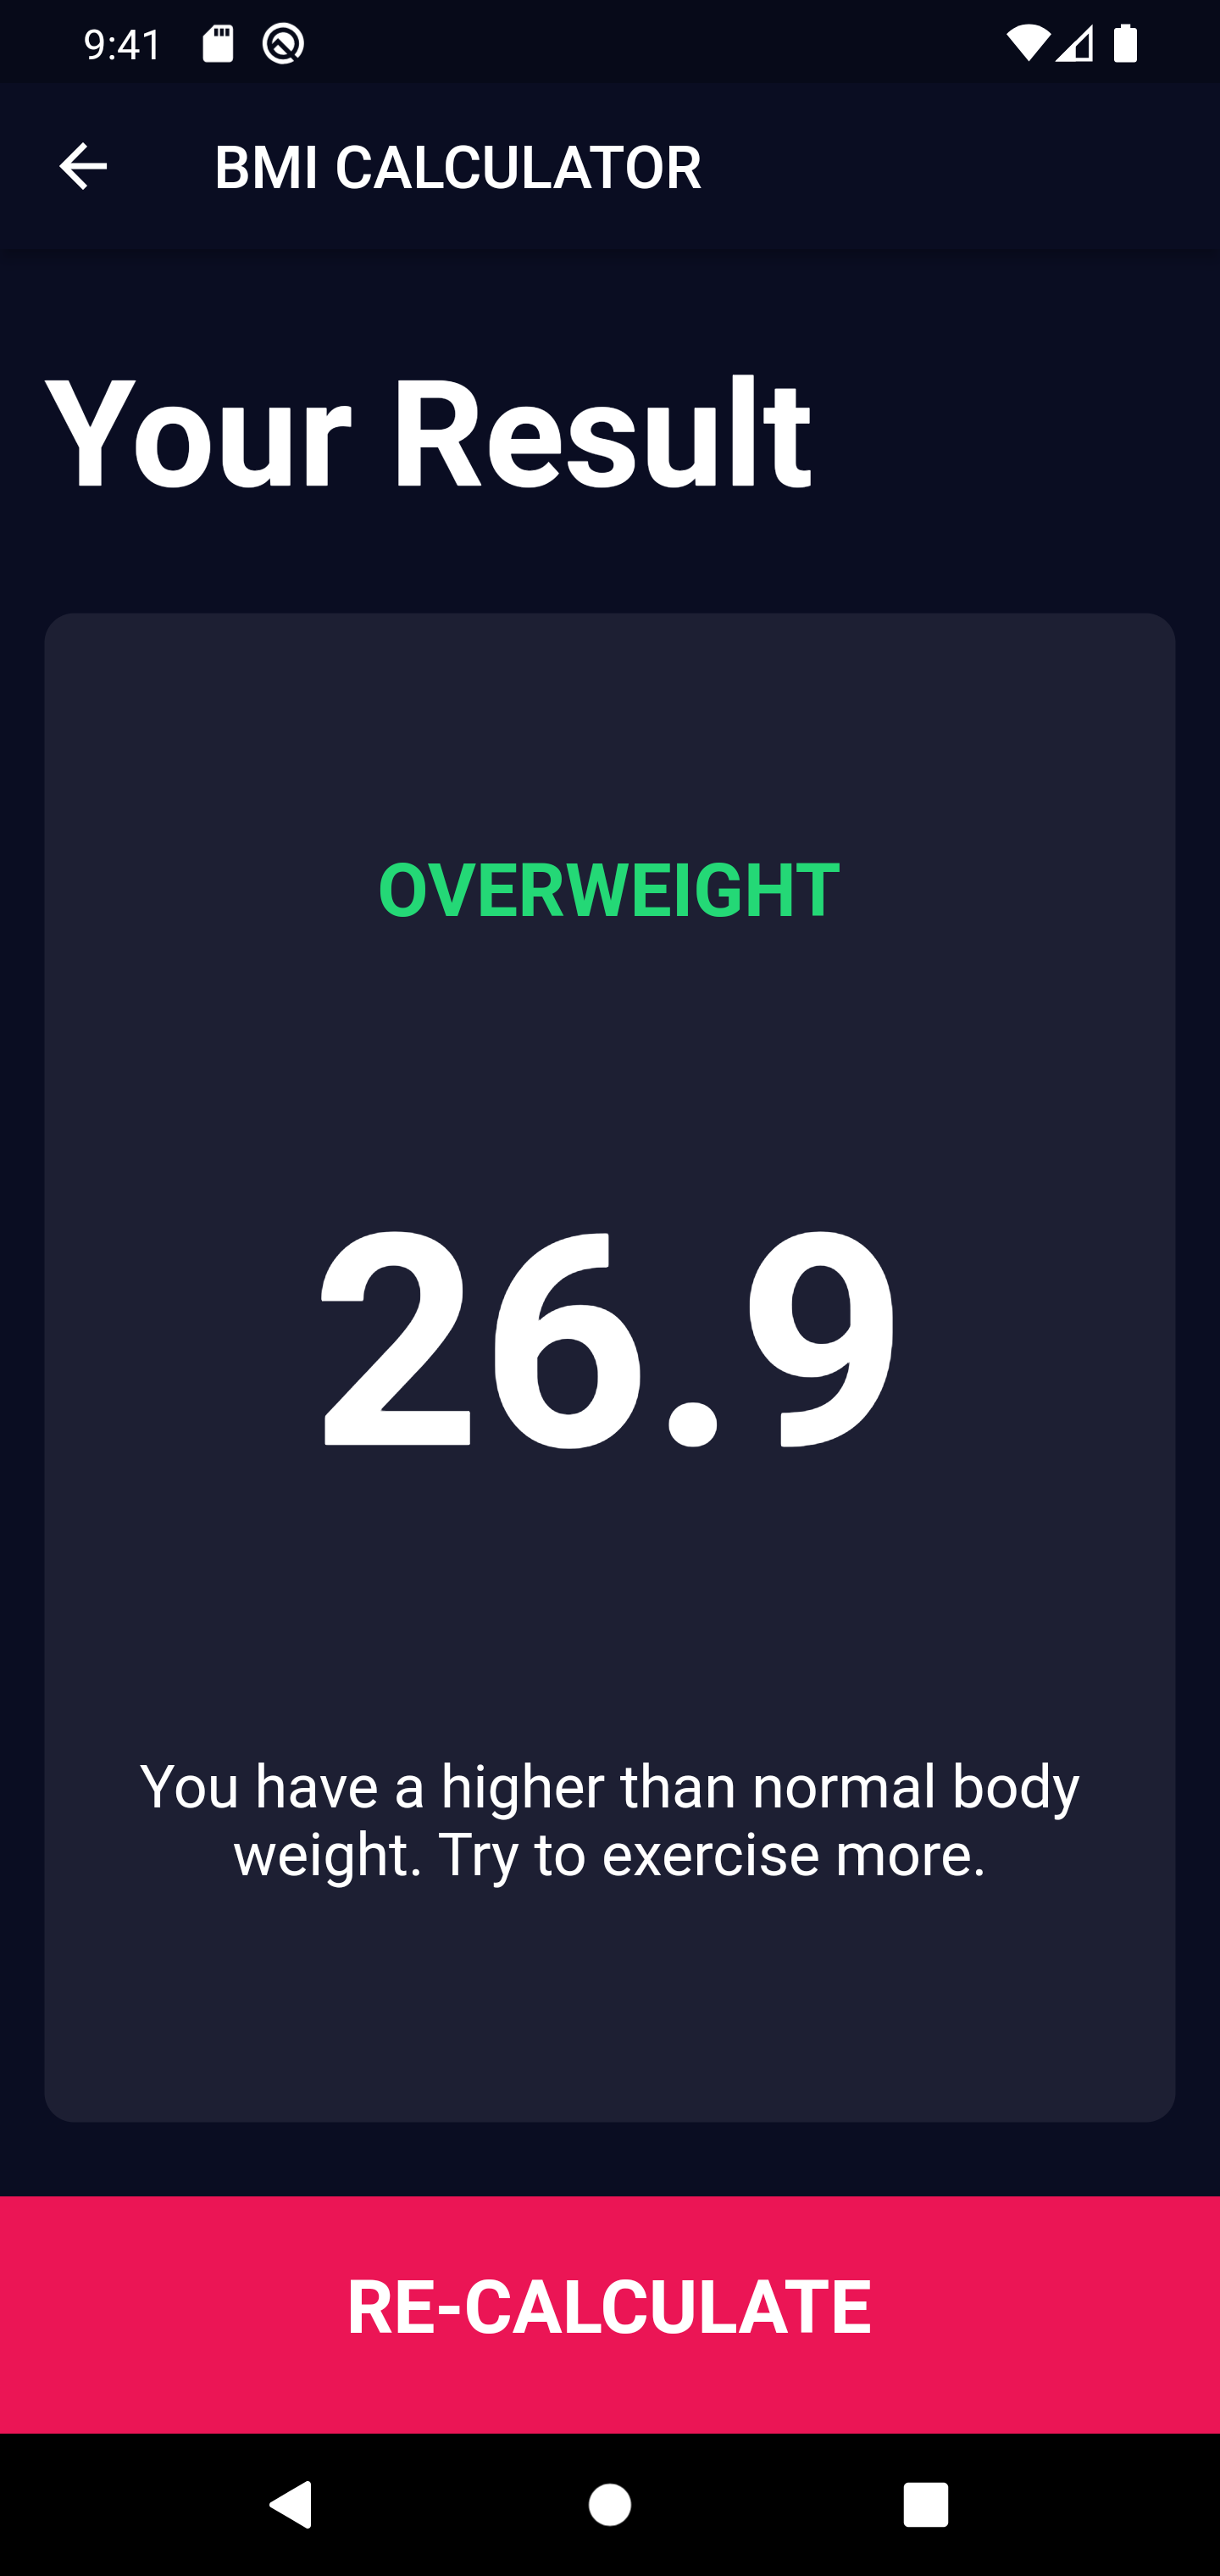 9:41
BMI CALCULATOR
Your Result
OVERWEIGHT
26.9
You have a higher than normal body
weight. Try to exercise more.
RE-CALCULATE